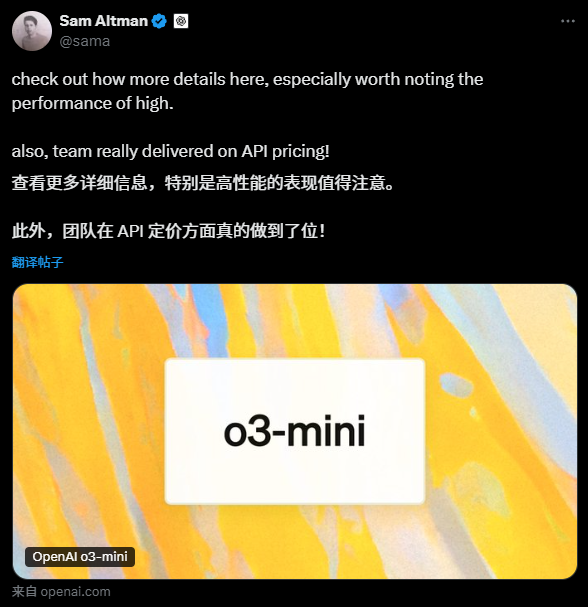 Sam Altman
@sama
check out how more details here, especially worth noting the
performance of high.
also, team really delivered on API pricing!
查看更多详细信息，特别是高性能的表现值得注意。
此外，团队在 API 定价方面真的做到了位！
翻译帖子
o3-mini
OpenAI o3-mini
来自 openai.com